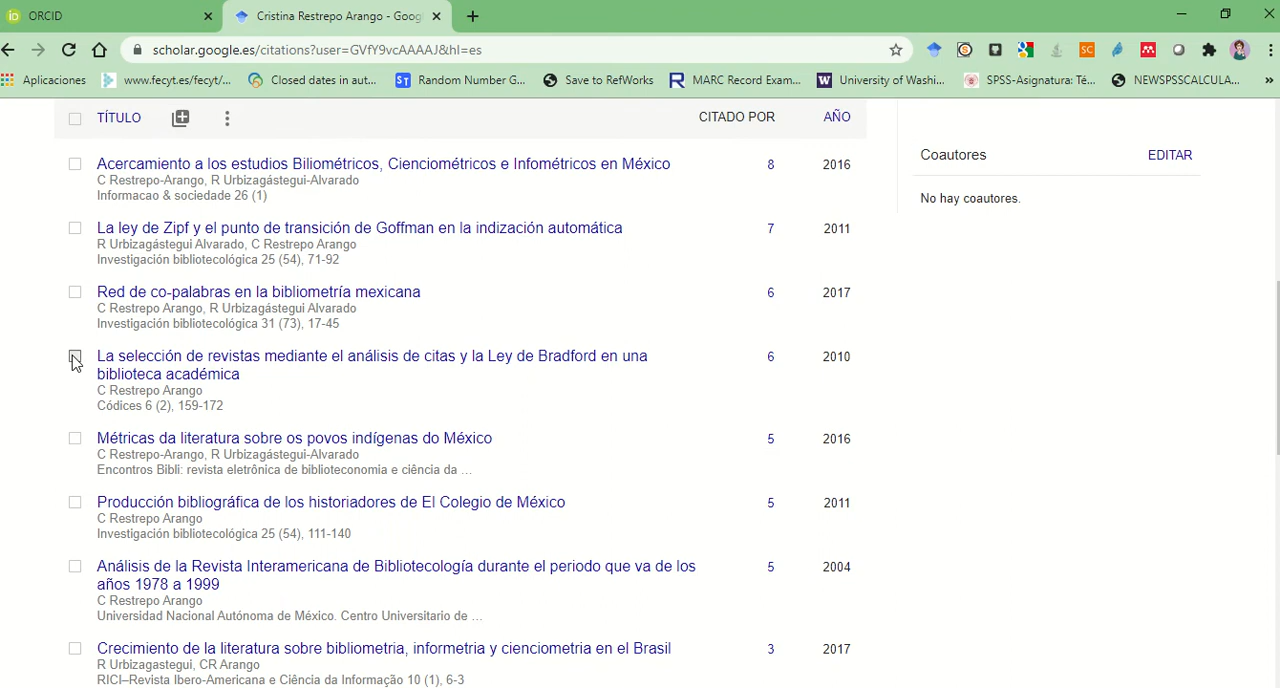 ORCID
Cristina Restrepo Arango - Goog
scholar.google.es/citations?user=GVfY9vcAAAAJ&hl=es
Aplicaciones
www.fecyt.es/fecyt/...
Closed dates in aut...
ST Random Number G...
Save to RefWorks
R MARC Record Exam...
W University of Washi...
SPSS-Asignatura: Té...
NEWSPSSCALCULA...
»
TÍTULO CITADO POR AÑO
Acercamiento a los estudios Biliométricos, Cienciométricos e Infométricos en México 8 2016
C Restrepo-Arango, R Urbizagástegui-Alvarado
Informacao & sociedade 26 (1)
La ley de Zipf y el punto de transición de Goffman en la indización automática 7 2011
R Urbizagástegui Alvarado, C Restrepo Arango
Investigación bibliotecológica 25 (54), 71-92
Red de co-palabras en la bibliometría mexicana 6 2017
C Restrepo Arango, R Urbizagástegui Alvarado
Investigación bibliotecológica 31 (73), 17-45
La selección de revistas mediante el análisis de citas y la Ley de Bradford en una 6 2010
biblioteca académica
C Restrepo Arango
Códices 6 (2), 159-172
Métricas da literatura sobre os povos indígenas do México 5 2016
C Restrepo-Arango, R Urbizagástegui-Alvarado
Encontros Bibli: revista eletrônica de biblioteconomia e ciência da ...
Producción bibliográfica de los historiadores de El Colegio de México 5 2011
C Restrepo Arango
Investigación bibliotecológica 25 (54), 111-140
Análisis de la Revista Interamericana de Bibliotecología durante el periodo que va de los 5 2004
años 1978 a 1999
C Restrepo Arango
Universidad Nacional Autónoma de México. Centro Universitario de ...
Crecimiento de la literatura sobre bibliometria, informetria y cienciometria en el Brasil 3 2017
R Urbizagastegui, CR Arango
RICI–Revista Ibero-Americana e Ciência da Informação 10 (1), 6-3
Coautores EDITAR
No hay coautores.